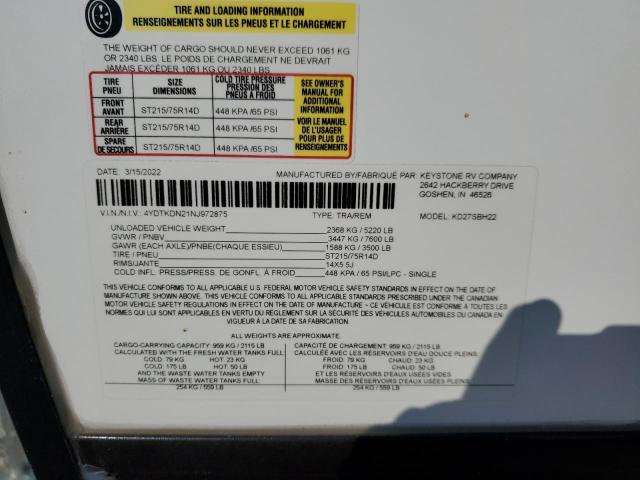 TIRE AND LOADING INFORMATION
RENSEIGNEMENTS SUR LES PNEUS ET LE CHARGEMENT
THE WEIGHT OF CARGO SHOULD NEVER EXCEED 1061 KG
OR 2340 LBS. LE POIDS DE CHARGEMENT NE DEVRAIT
JAMAIS EXCÉDER 1061 KG OU 2340 LBS
TIRE SIZE COLD TIRE PRESSURE
PNEU DIMENSIONS PRESSION DES PNEUS À FROID
FRONT AVANT ST215/75R14D 448 KPA /65 PSI
REAR ARRIÈRE ST215/75R14D 448 KPA /65 PSI
SPARE DE SECOURS ST215/75R14D 448 KPA /65 PSI
SEE OWNER'S
MANUAL FOR
ADDITIONAL
INFORMATION
VOIR LE MANUEL
DE L'USAGER
POUR PLUS DE
RENSEIGNEMENTS
DATE: 3/15/2022 MANUFACTURED BY/FABRIQUÉ PAR: KEYSTONE RV COMPANY
2642 HACKBERRY DRIVE
GOSHEN, IN 46526
V.I.N./N.I.V.: 4YDTKDN21NJ972875 TYPE: TRA/REM MODEL: KD27SBH22
UNLOADED VEHICLE WEIGHT: 2368 KG / 5220 LB
GVWR / PNBV: 3447 KG / 7600 LB
GAWR (EACH AXLE)/PNBE(CHAQUE ESSIEU): 1588 KG / 3500 LB
TIRE / PNEU: ST215/75R14D
RIM/JANTE: 14X5.5J
COLD INFL. PRESS/PRESS. DE GONFL. À FROID: 448 KPA / 65 PSI/LPC - SINGLE
THIS VEHICLE CONFORMS TO ALL APPLICABLE U.S. FEDERAL MOTOR VEHICLE SAFETY STANDARDS IN EFFECT ON THE DATE OF
MANUFACTURE SHOWN ABOVE. THIS VEHICLE CONFORMS TO ALL APPLICABLE STANDARDS PRESCRIBED UNDER THE CANADIAN
MOTOR VEHICLE SAFETY REGULATIONS IN EFFECT ON THE DATE OF MANUFACTURE – CE VÉHICULE EST CONFORME À TOUTES LES
NORMES QUI LUI SONT APPLICABLES EN VERTU DU RÈGLEMENT SUR LA SÉCURITÉ DES VÉHICULES AUTOMOBILES DU CANADA EN
VIGUEUR À LA DATE DE SA FABRICATION.
ALL WEIGHTS ARE APPROXIMATE.
CARGO-CARRYING CAPACITY: 959 KG / 2115 LB
CALCULATED WITH THE FRESH WATER TANKS FULL:
COLD: 79 KG HOT: 23 KG
COLD: 175 LB HOT: 50 LB
AND THE WASTE WATER TANKS EMPTY
MASS OF WASTE WATER TANKS FULL:
254 KG / 559 LB
CAPACITÉ DE CHARGEMENT: 959 KG / 2115 LB
CALCULÉE AVEC LES RÉSERVOIRS D'EAU DOUCE PLEINS:
FROID: 79 KG CHAUD: 23 KG
FROID: 175 LB CHAUD: 50 LB
ET LES RÉSERVOIRS D'EAUX USÉES VIDES
MASSE DES RÉSERVOIRS D'EAU PLEINS:
254 KG / 559 LB